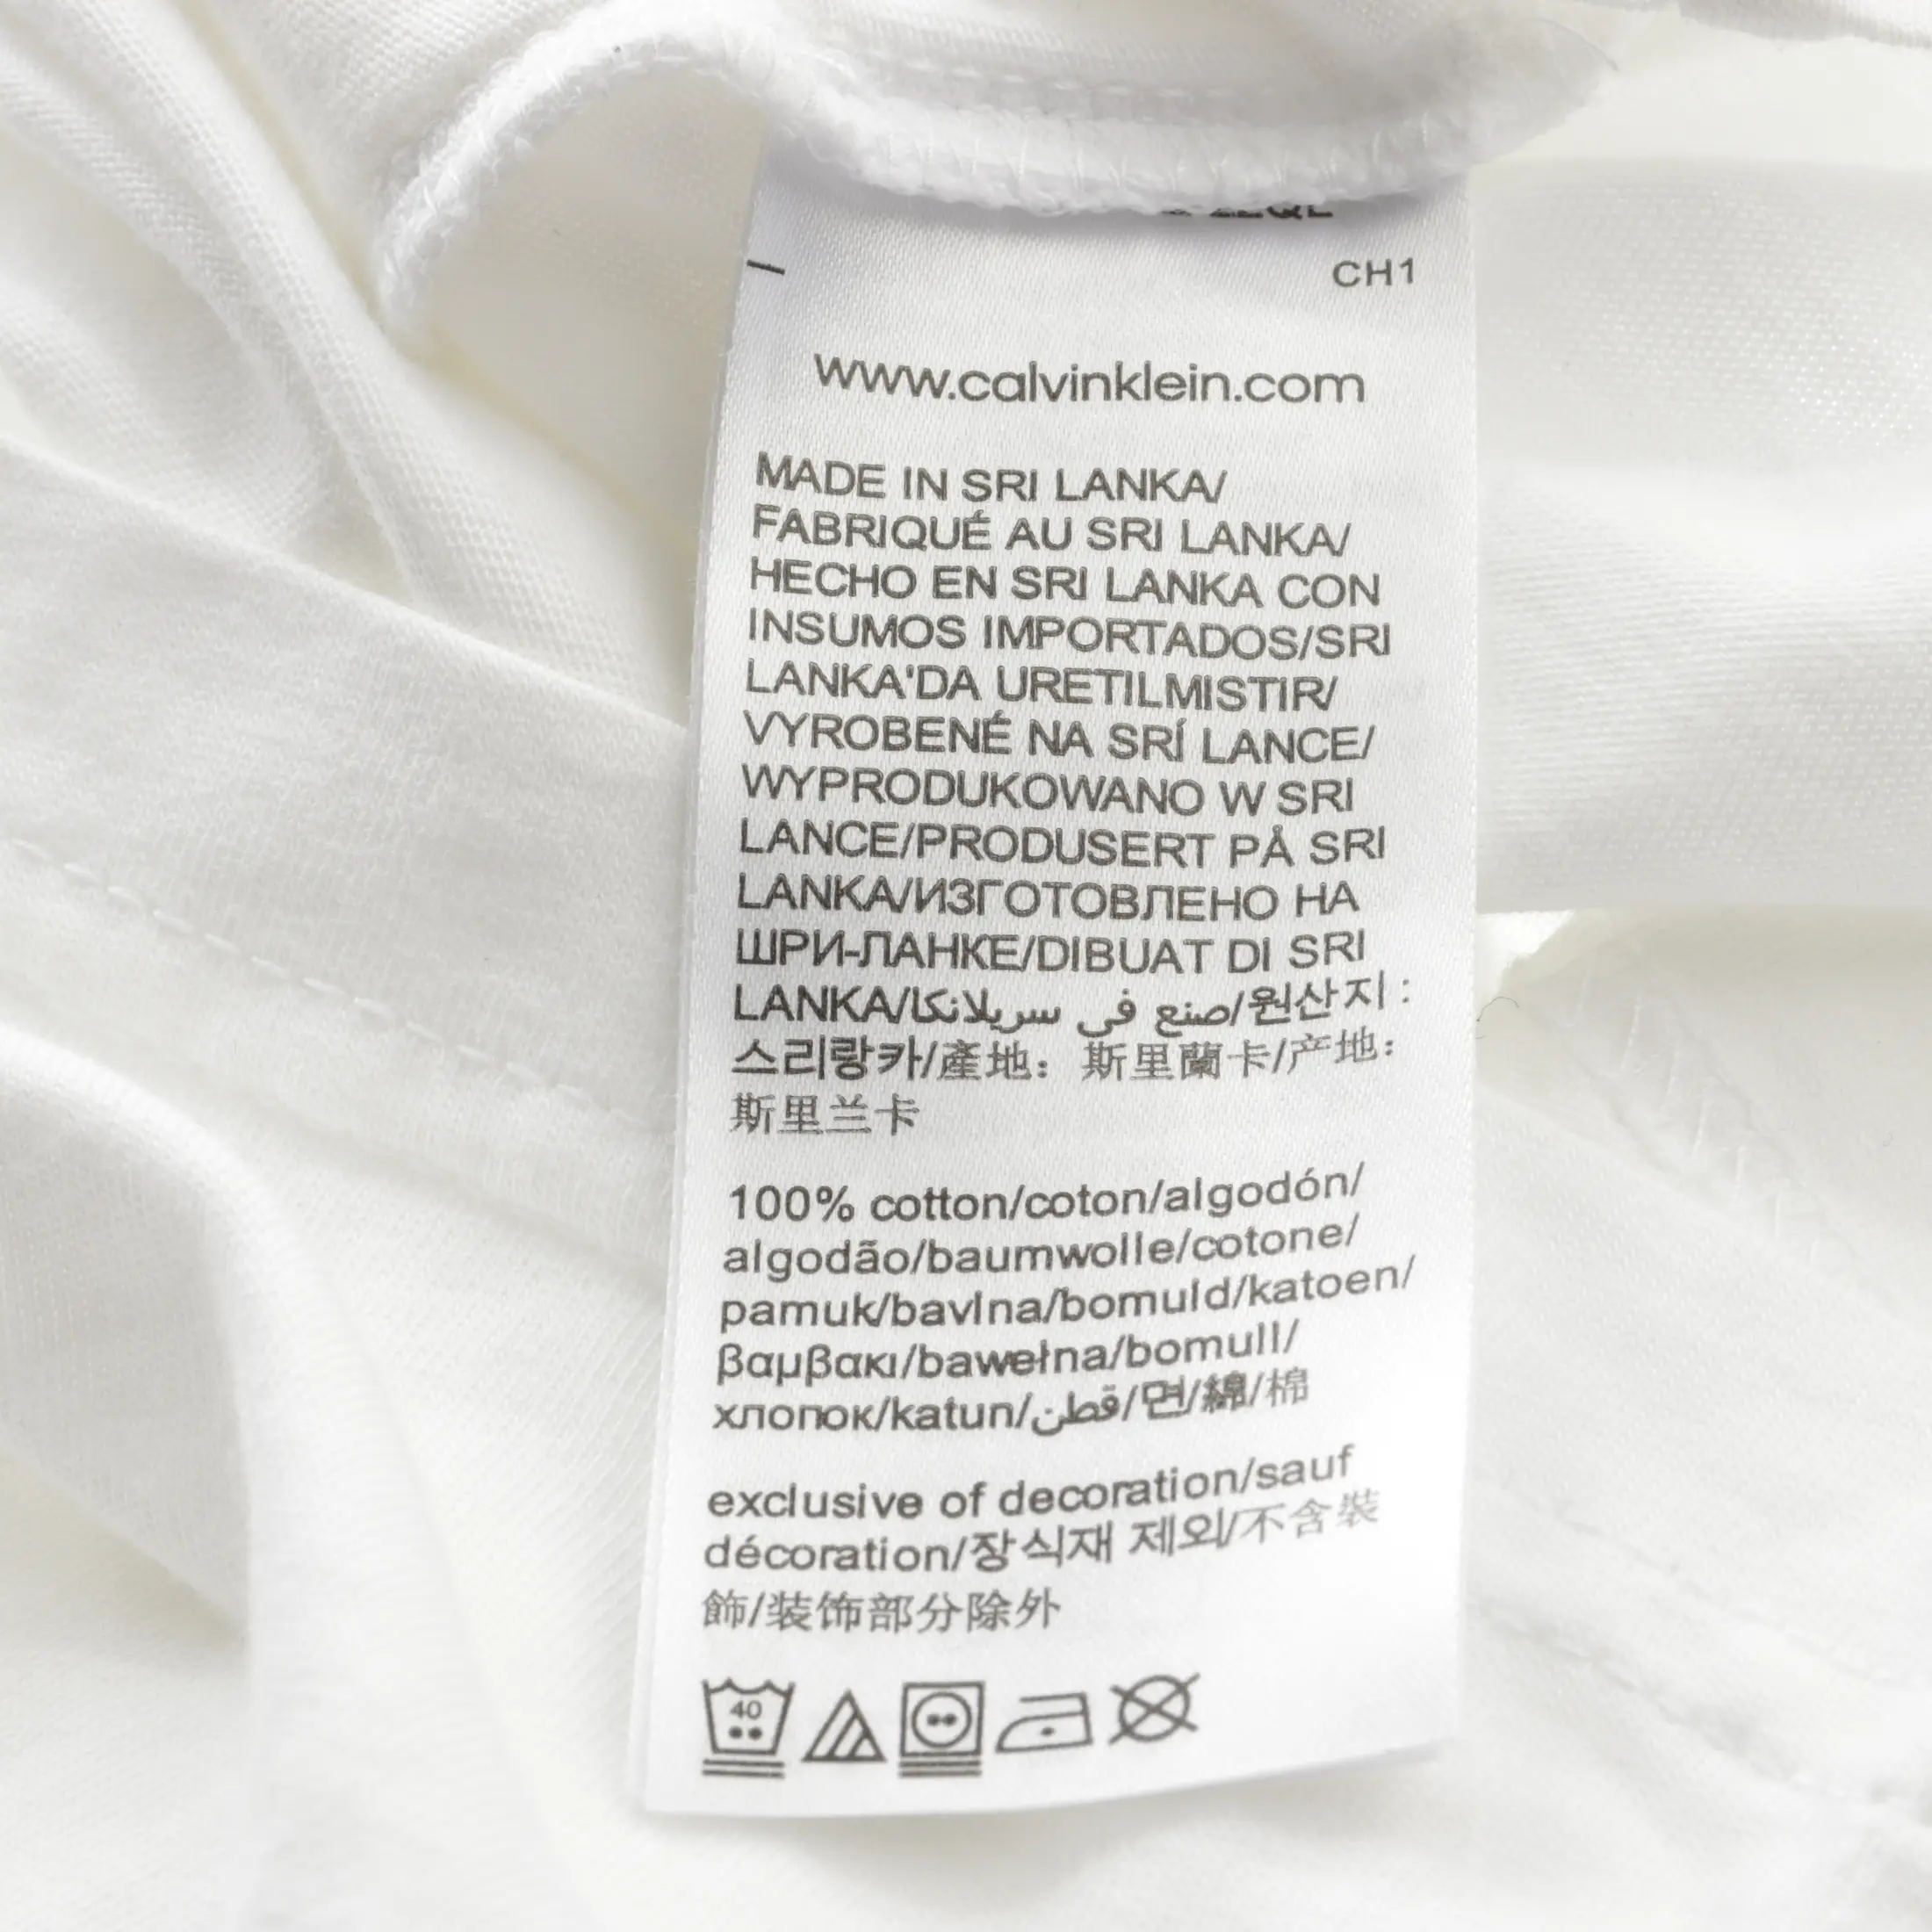 CH1
www.calvinklein.com
MADE IN SRI LANKA/
FABRIQUÉ AU SRI LANKA/
HECHO EN SRI LANKA CON
INSUMOS IMPORTADOS/SRI
LANKA'DA URETILMISTIR/
VYROBENÉ NA SRÍ LANCE/
WYPRODUKOWANO W SRI
LANCE/PRODUSERT PÅ SRI
LANKA/ИЗГОТОВЛЕНО НА
ШРИ-ЛАНКЕ/DIBUAT DI SRI
LANKA/صنع في سريلانكا/원산지 :
스리랑카/產地：斯里蘭卡/产地：
斯里兰卡
100% cotton/coton/algodón/
algodão/baumwolle/cotone/
pamuk/bavlna/bomuld/katoen/
βαμβακι/bawełna/bomull/
хлопок/katun/قطن/면/綿/棉
exclusive of decoration/sauf
décoration/장식재 제외/不含裝
飾/装饰部分除外
40